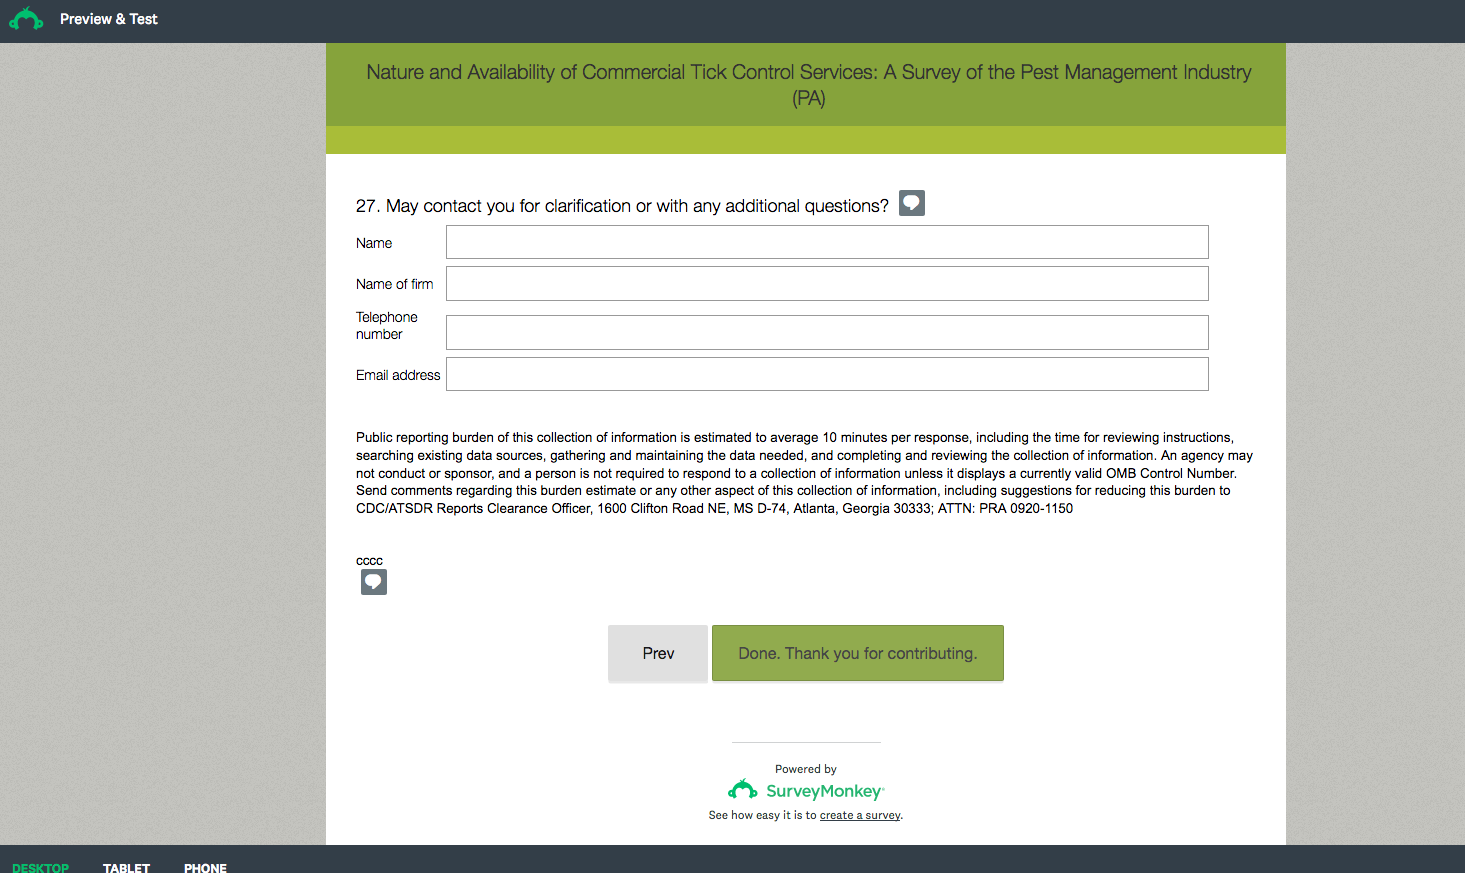 Preview & Test
Nature and Availability of Commercial Tick Control Services: A Survey of the Pest Management Industry
(PA)
27. May contact you for clarification or with any additional questions?
Name
Name of firm
Telephone
number
Email address
Public reporting burden of this collection of information is estimated to average 10 minutes per response, including the time for reviewing instructions,
searching existing data sources, gathering and maintaining the data needed, and completing and reviewing the collection of information. An agency may
not conduct or sponsor, and a person is not required to respond to a collection of information unless it displays a currently valid OMB Control Number.
Send comments regarding this burden estimate or any other aspect of this collection of information, including suggestions for reducing this burden to
CDC/ATSDR Reports Clearance Officer, 1600 Clifton Road NE, MS D-74, Atlanta, Georgia 30333; ATTN: PRA 0920-1150
cccc
Prev
Done. Thank you for contributing.
Powered by
SurveyMonkey
See how easy it is to create a survey.
DESKTOP TABLET PHONE